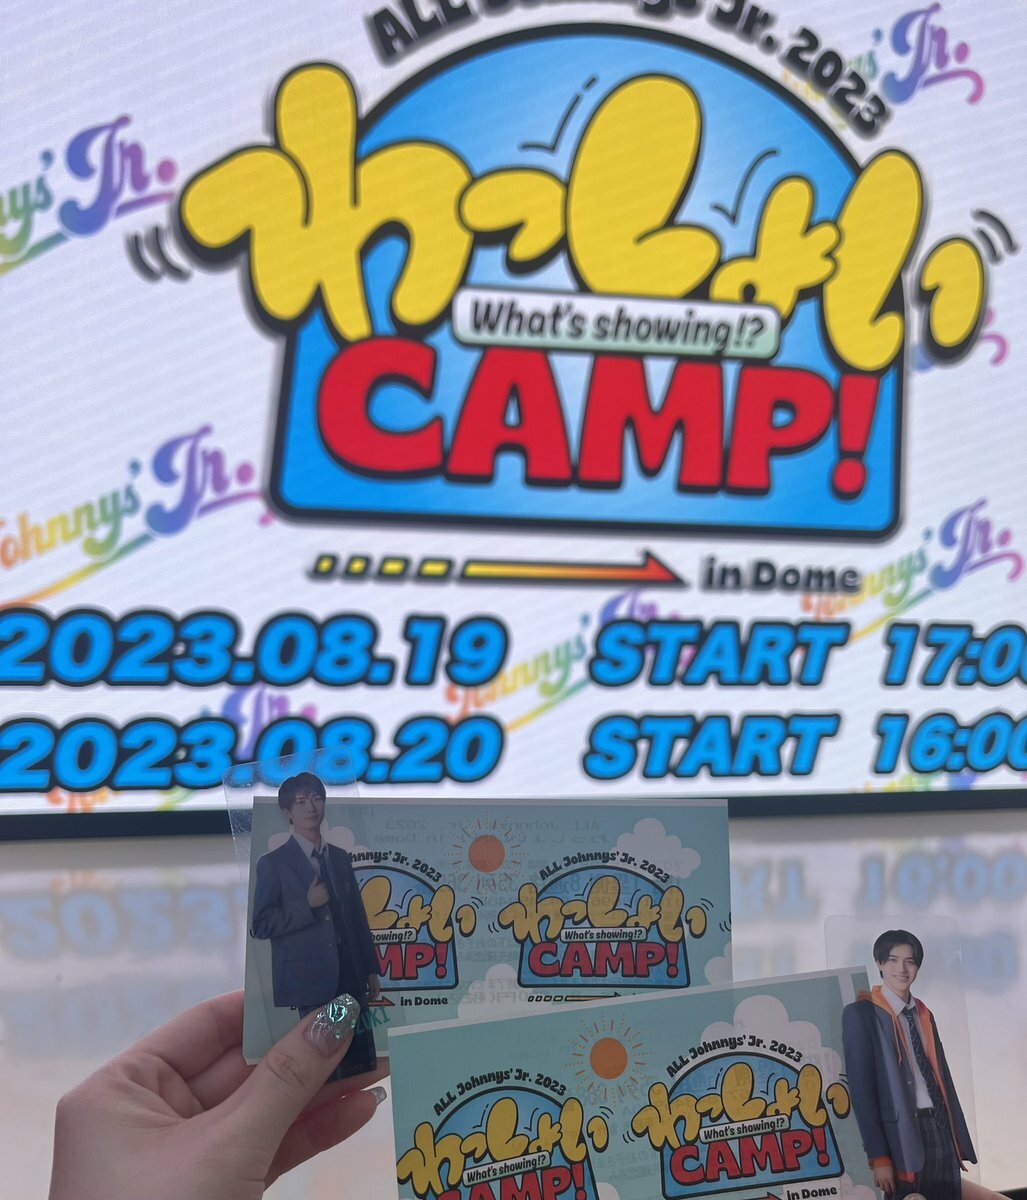 ALL Johnnys' Jr. 2023
わっしょい
What's showing!?
CAMP!
in Dome
Johnnys' Jr.
Johnnys' Jr.
2023.08.19 START 17:00
2023.08.20 START 16:00
ALL Johnnys' Jr. 2023
わっしょい
What's showing!?
CAMP!
in Dome
ALL Johnnys' Jr. 2023
わっしょい
What's showing!?
CAMP!
in Dome
ALL Johnnys' Jr. 2023
わっしょい
What's showing!?
CAMP!